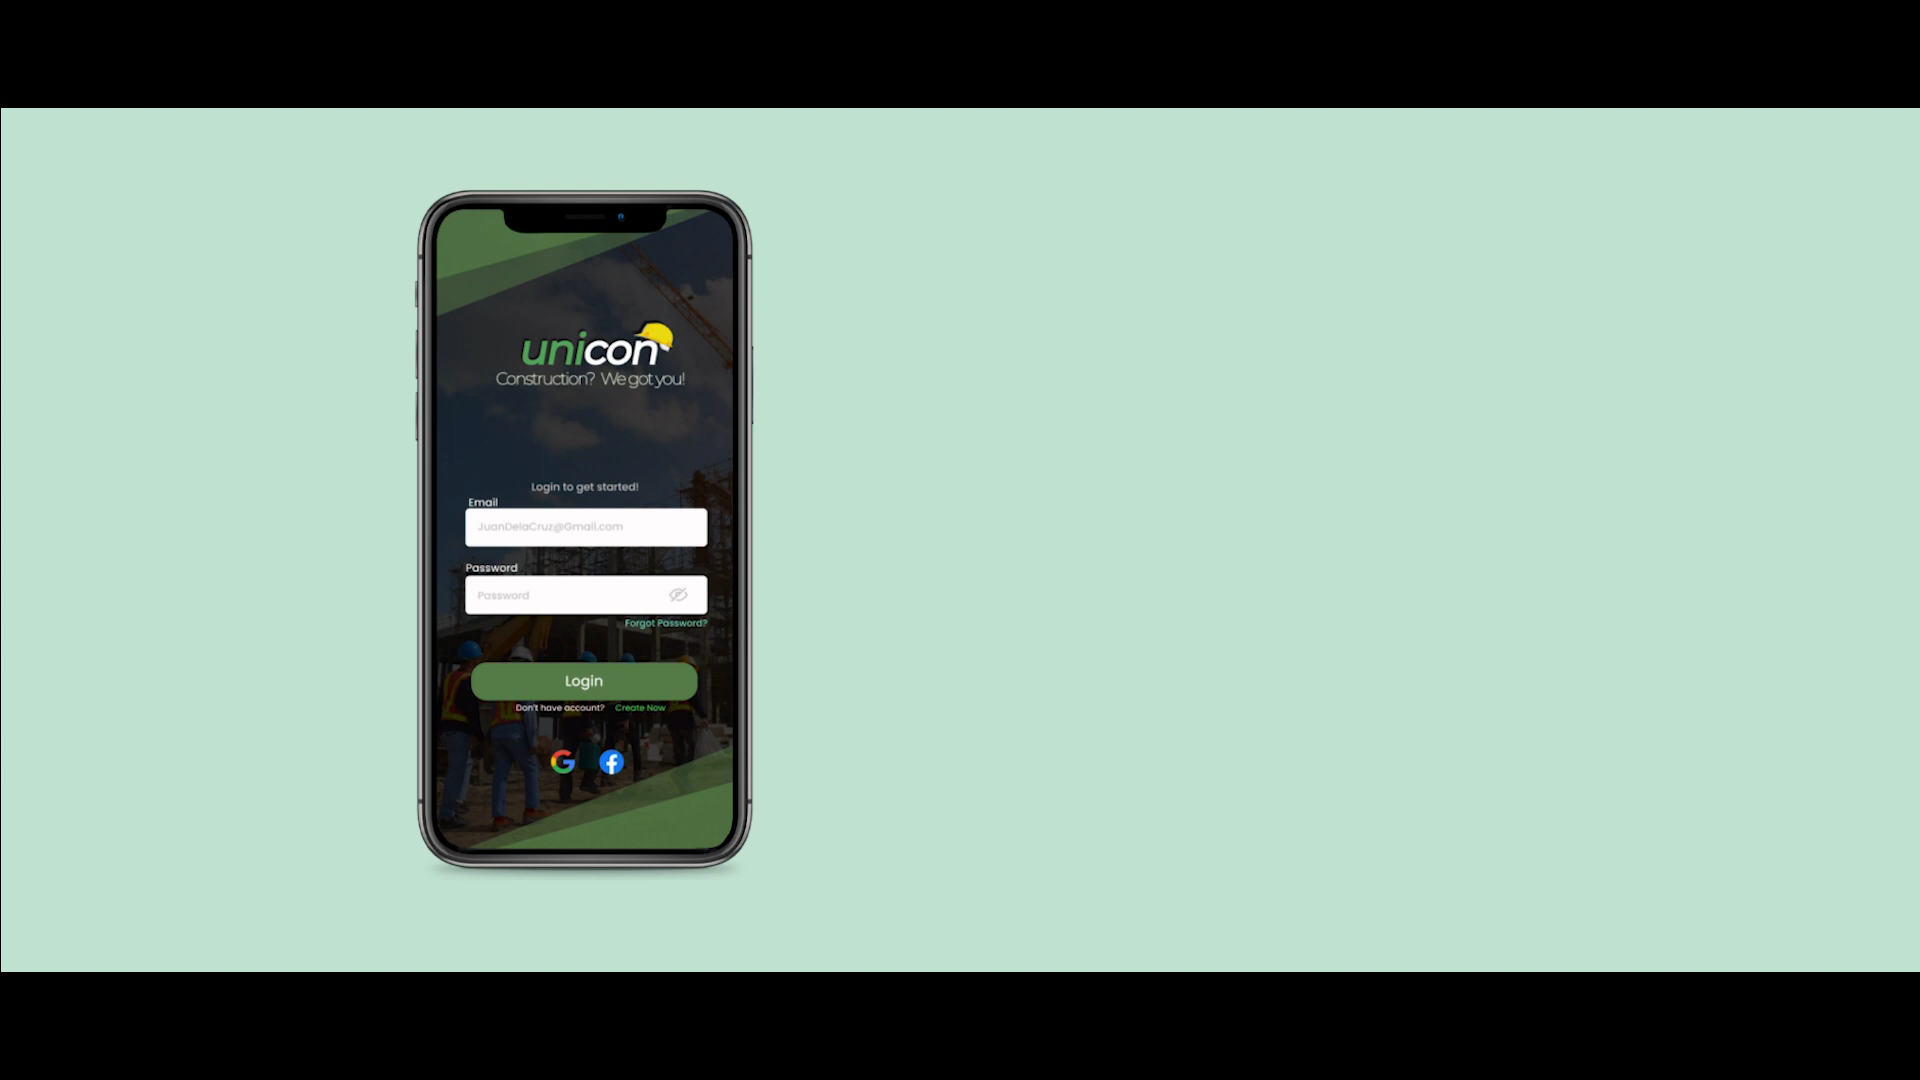 unicon
Construction? We got you!
Login to get started!
Email
JuanDelaCruz@Gmail.com
Password
Password
Forgot Password?
Login
Don't have account? Create Now